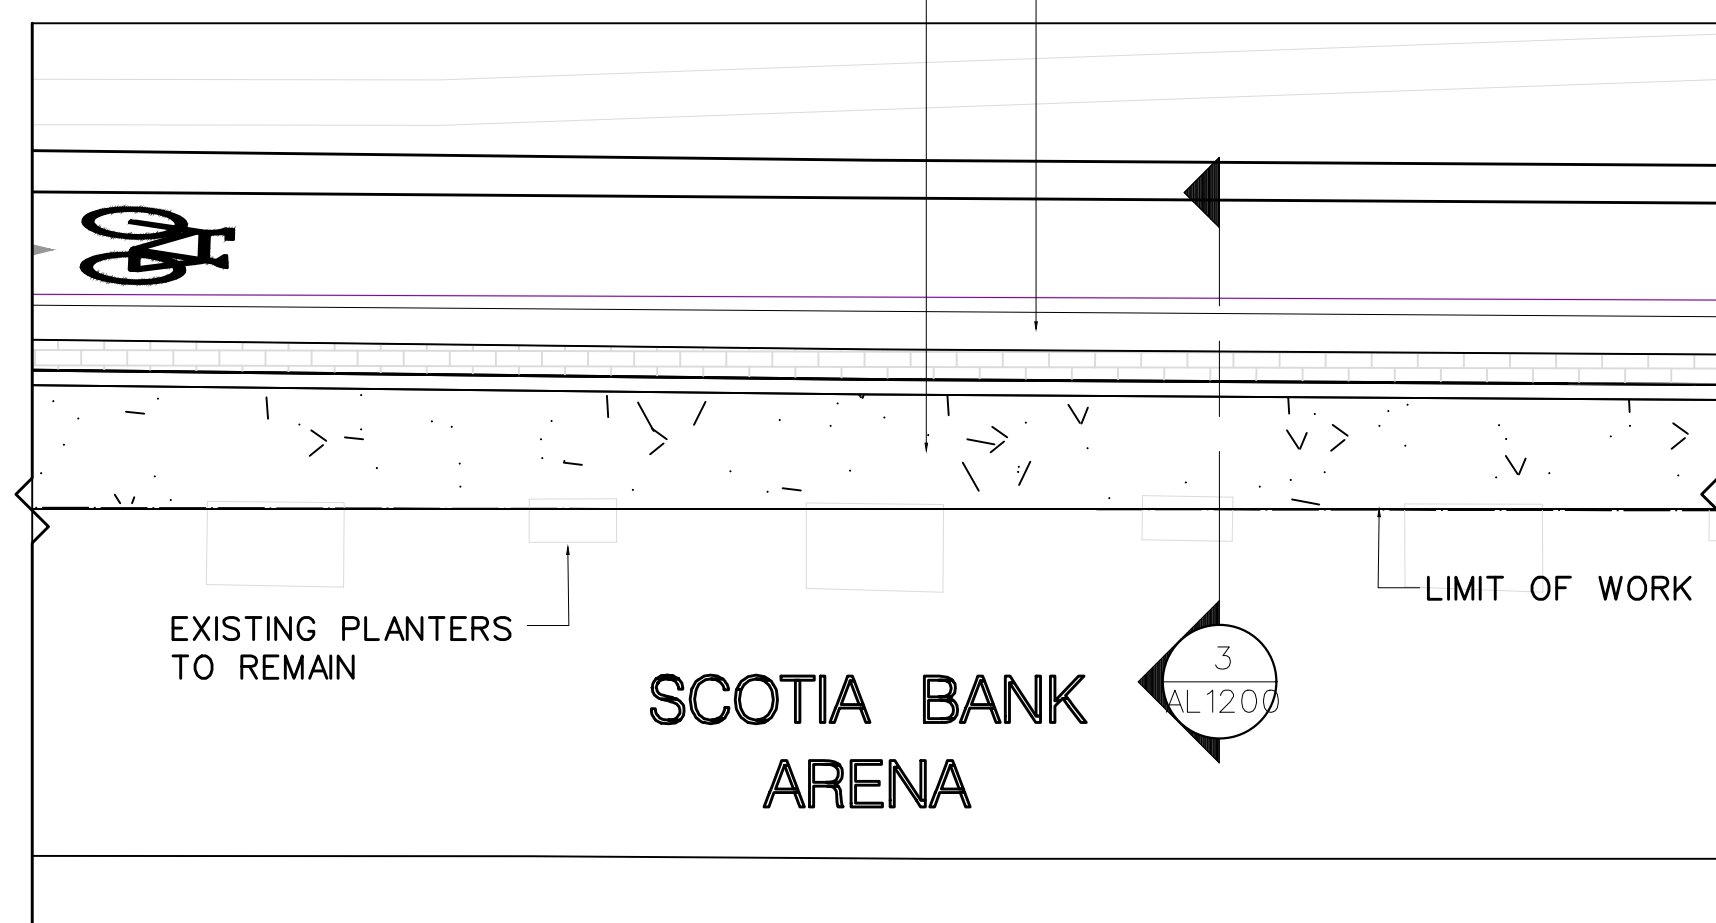 LIMIT OF WORK
EXISTING PLANTERS
TO REMAIN
SCOTIA BANK
ARENA
3
AL1200